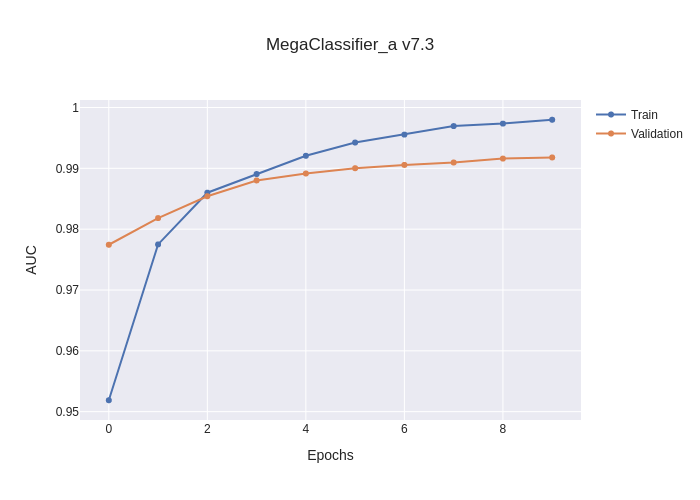 MegaClassifier_a v7.3
Train
Validation
1
0.99
0.98
0.97
0.96
0.95
AUC
0 2 4 6 8
Epochs